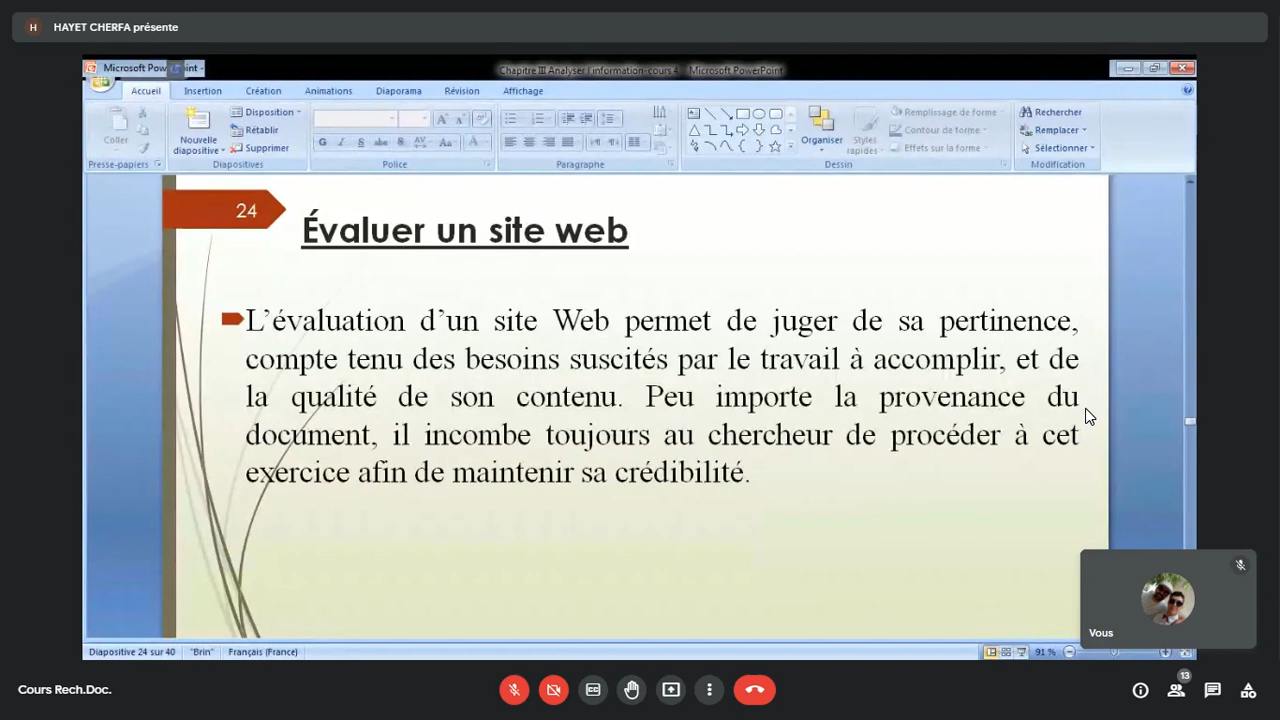 H HAYET CHERFA présente
Microsoft PowerPoint -
Chapitre III Analyser l'information-cours 4 Microsoft PowerPoint
Accueil Insertion Création Animations Diaporama Révision Affichage
Coller
Nouvelle diapositive
Disposition
Rétablir
Supprimer
G I S abc S AV Aa A
Organiser
Styles rapides
Remplissage de forme
Contour de forme
Effets sur la forme
Rechercher
Remplacer
Sélectionner
Presse-papiers Diapositives Police Paragraphe Dessin Modification
24
Évaluer un site web
L'évaluation d'un site Web permet de juger de sa pertinence,
compte tenu des besoins suscités par le travail à accomplir, et de
la qualité de son contenu. Peu importe la provenance du
document, il incombe toujours au chercheur de procéder à cet
exercice afin de maintenir sa crédibilité.
Vous
Diapositive 24 sur 40 "Brin" Français (France) 91 %
Cours Rech.Doc.
13